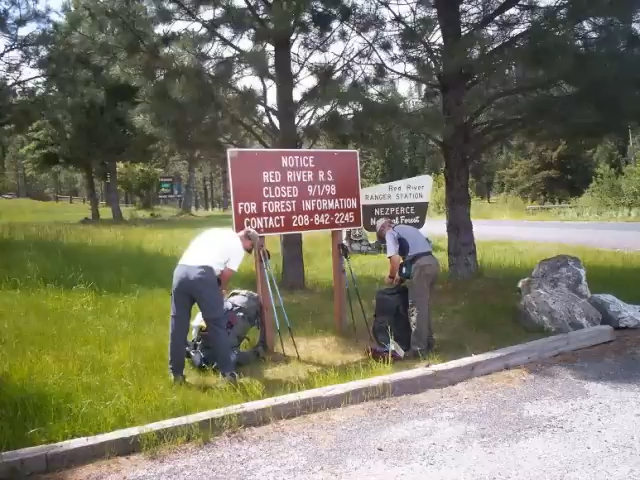 NOTICE
RED RIVER R.S.
CLOSED 9/1/98
FOR FOREST INFORMATION
CONTACT 208-842-2245
Red River
RANGER STATION
NEZPERCE
National Forest